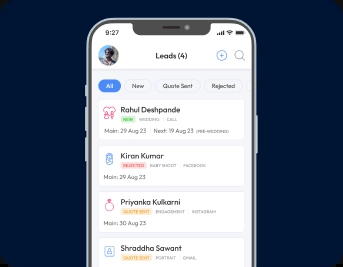 9:27
Leads (4)
All New Quote Sent Rejected
Rahul Deshpande
NEW WEDDING CALL
Main: 29 Aug 23 Next: 19 Aug 23 (PRE-WEDDING)
Kiran Kumar
REJECTED BABY SHOOT FACEBOOK
Main: 29 Aug 23
Priyanka Kulkarni
QUOTE SENT ENGAGEMENT INSTAGRAM
Main: 30 Aug 23
Shraddha Sawant
QUOTE SENT PORTRAIT GMAIL